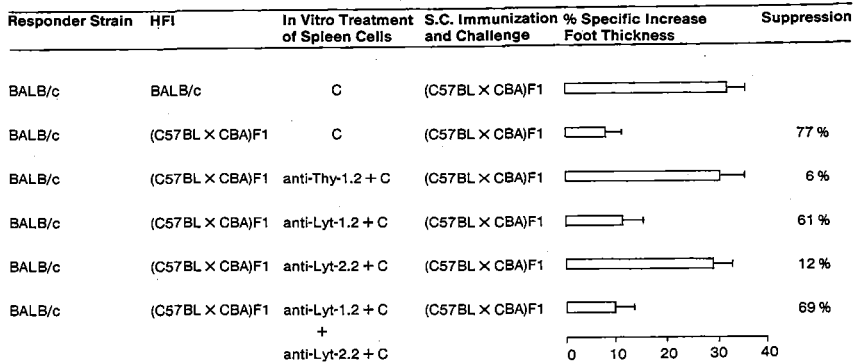 Responder Strain HFI In Vitro Treatment of Spleen Cells S.C. Immunization and Challenge % Specific Increase Foot Thickness Suppression
BALB/c BALB/c C (C57BL X CBA)F1
BALB/c (C57BL X CBA)F1 C (C57BL X CBA)F1 77 %
BALB/c (C57BL X CBA)F1 anti-Thy-1.2 + C (C57BL X CBA)F1 6 %
BALB/c (C57BL X CBA)F1 anti-Lyt-1.2 + C (C57BL X CBA)F1 61 %
BALB/c (C57BL X CBA)F1 anti-Lyt-2.2 + C (C57BL X CBA)F1 12 %
BALB/c (C57BL X CBA)F1 anti-Lyt-1.2 + C (C57BL X CBA)F1 69 %
+
anti-Lyt-2.2 + C 0 10 20 30 40